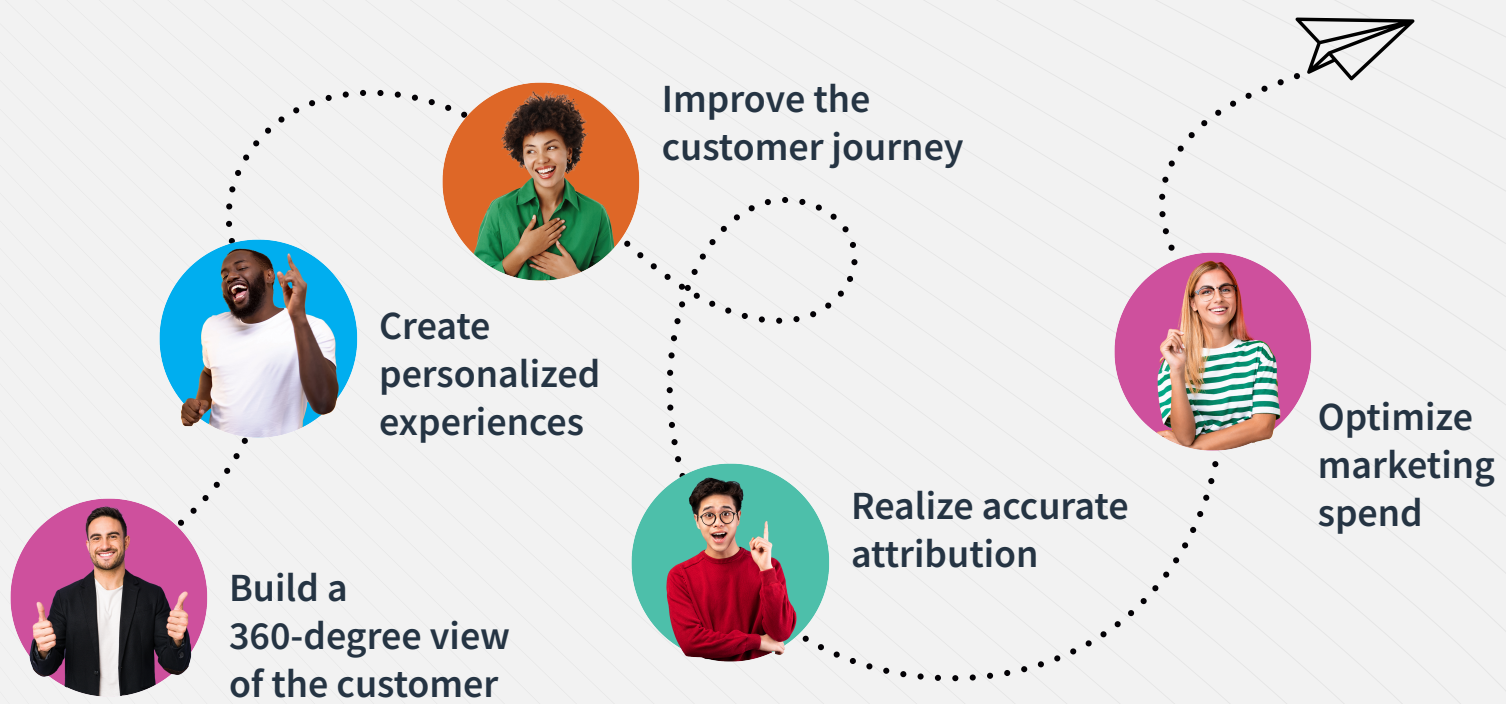 Improve the
customer journey
Create
personalized
experiences
Optimize
marketing
spend
Realize accurate
attribution
Build a
360-degree view
of the customer